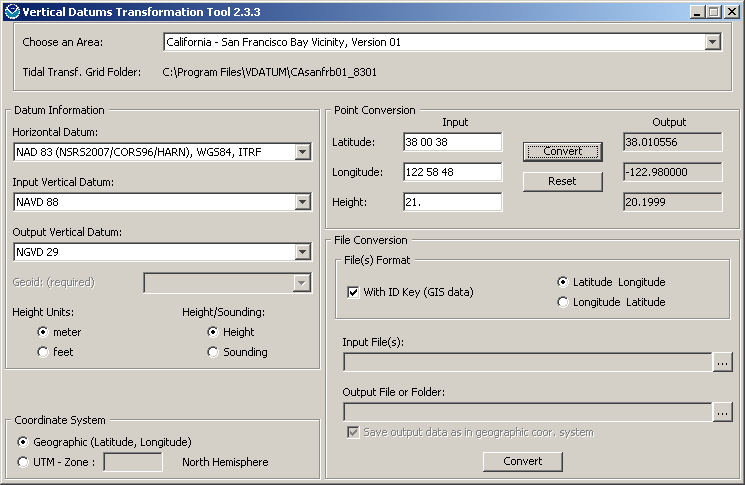 Vertical Datums Transformation Tool 2.3.3
Choose an Area:
California - San Francisco Bay Vicinity, Version 01
Tidal Transf. Grid Folder:
C:\Program Files\VDATUM\CAsanfrb01_8301
Datum Information
Horizontal Datum:
NAD 83 (NSRS2007/CORS96/HARN), WGS84, ITRF
Input Vertical Datum:
NAVD 88
Output Vertical Datum:
NGVD 29
Geoid: (required)
Height Units:
Height/Sounding:
meter
Height
feet
Sounding
Coordinate System
Geographic (Latitude, Longitude)
UTM - Zone :
North Hemisphere
Point Conversion
Input
Output
Latitude:
38 00 38
Convert
38.010556
Longitude:
122 58 48
Reset
-122.980000
Height:
21.
20.1999
File Conversion
File(s) Format
With ID Key (GIS data)
Latitude Longitude
Longitude Latitude
Input File(s):
...
Output File or Folder:
...
Save output data as in geographic coor. system
Convert